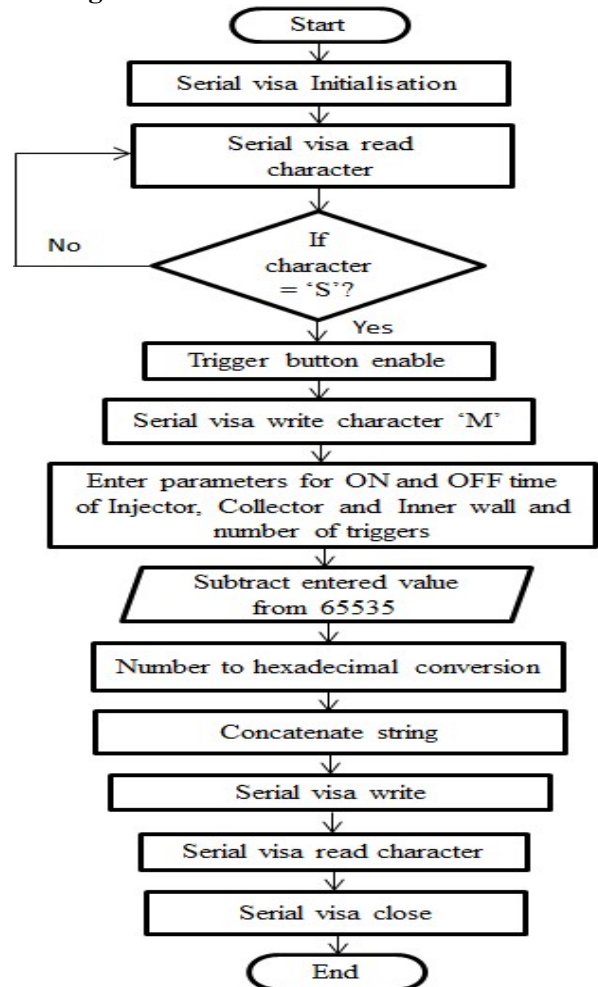 Start
Serial visa Initialisation
Serial visa read
character
If
character
= ‘S’?
No
Yes
Trigger button enable
Serial visa write character ‘M’
Enter parameters for ON and OFF time
of Injector, Collector and Inner wall and
number of triggers
Subtract entered value
from 65535
Number to hexadecimal conversion
Concatenate string
Serial visa write
Serial visa read character
Serial visa close
End